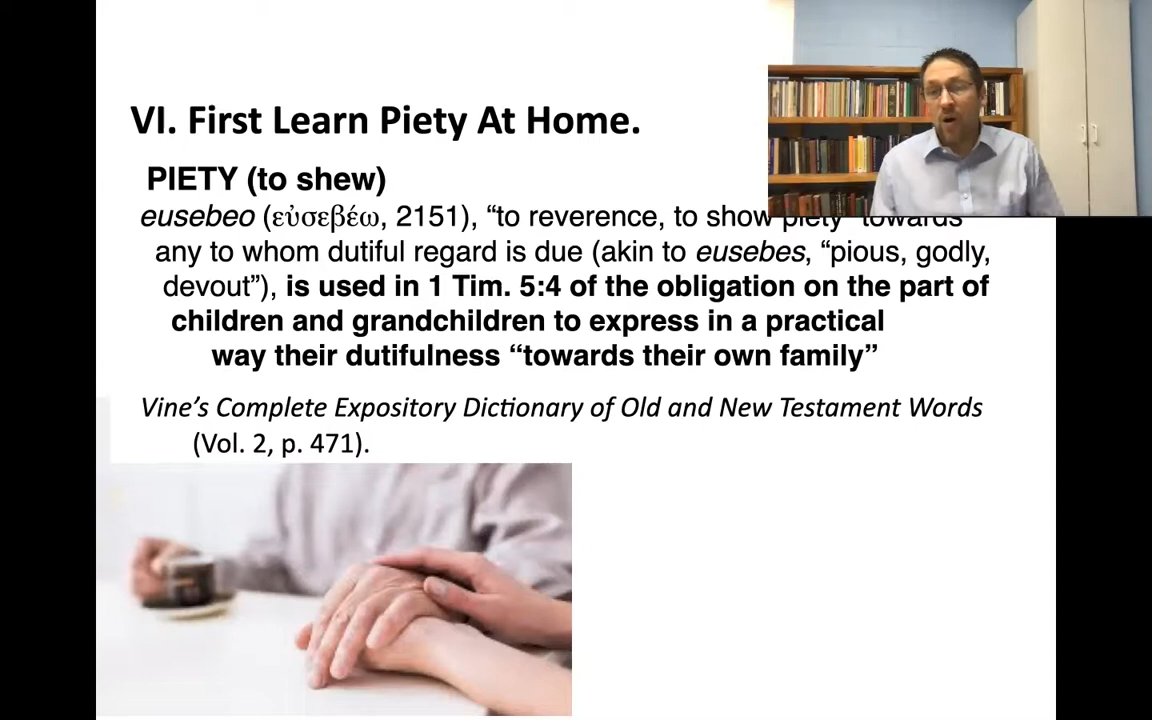 VI. First Learn Piety At Home.
PIETY (to shew)
eusebeo (εὐσεβέω, 2151), “to reverence, to show piety” towards
any to whom dutiful regard is due (akin to eusebes, “pious, godly,
devout”), is used in 1 Tim. 5:4 of the obligation on the part of
children and grandchildren to express in a practical
way their dutifulness “towards their own family”
Vine’s Complete Expository Dictionary of Old and New Testament Words
(Vol. 2, p. 471).